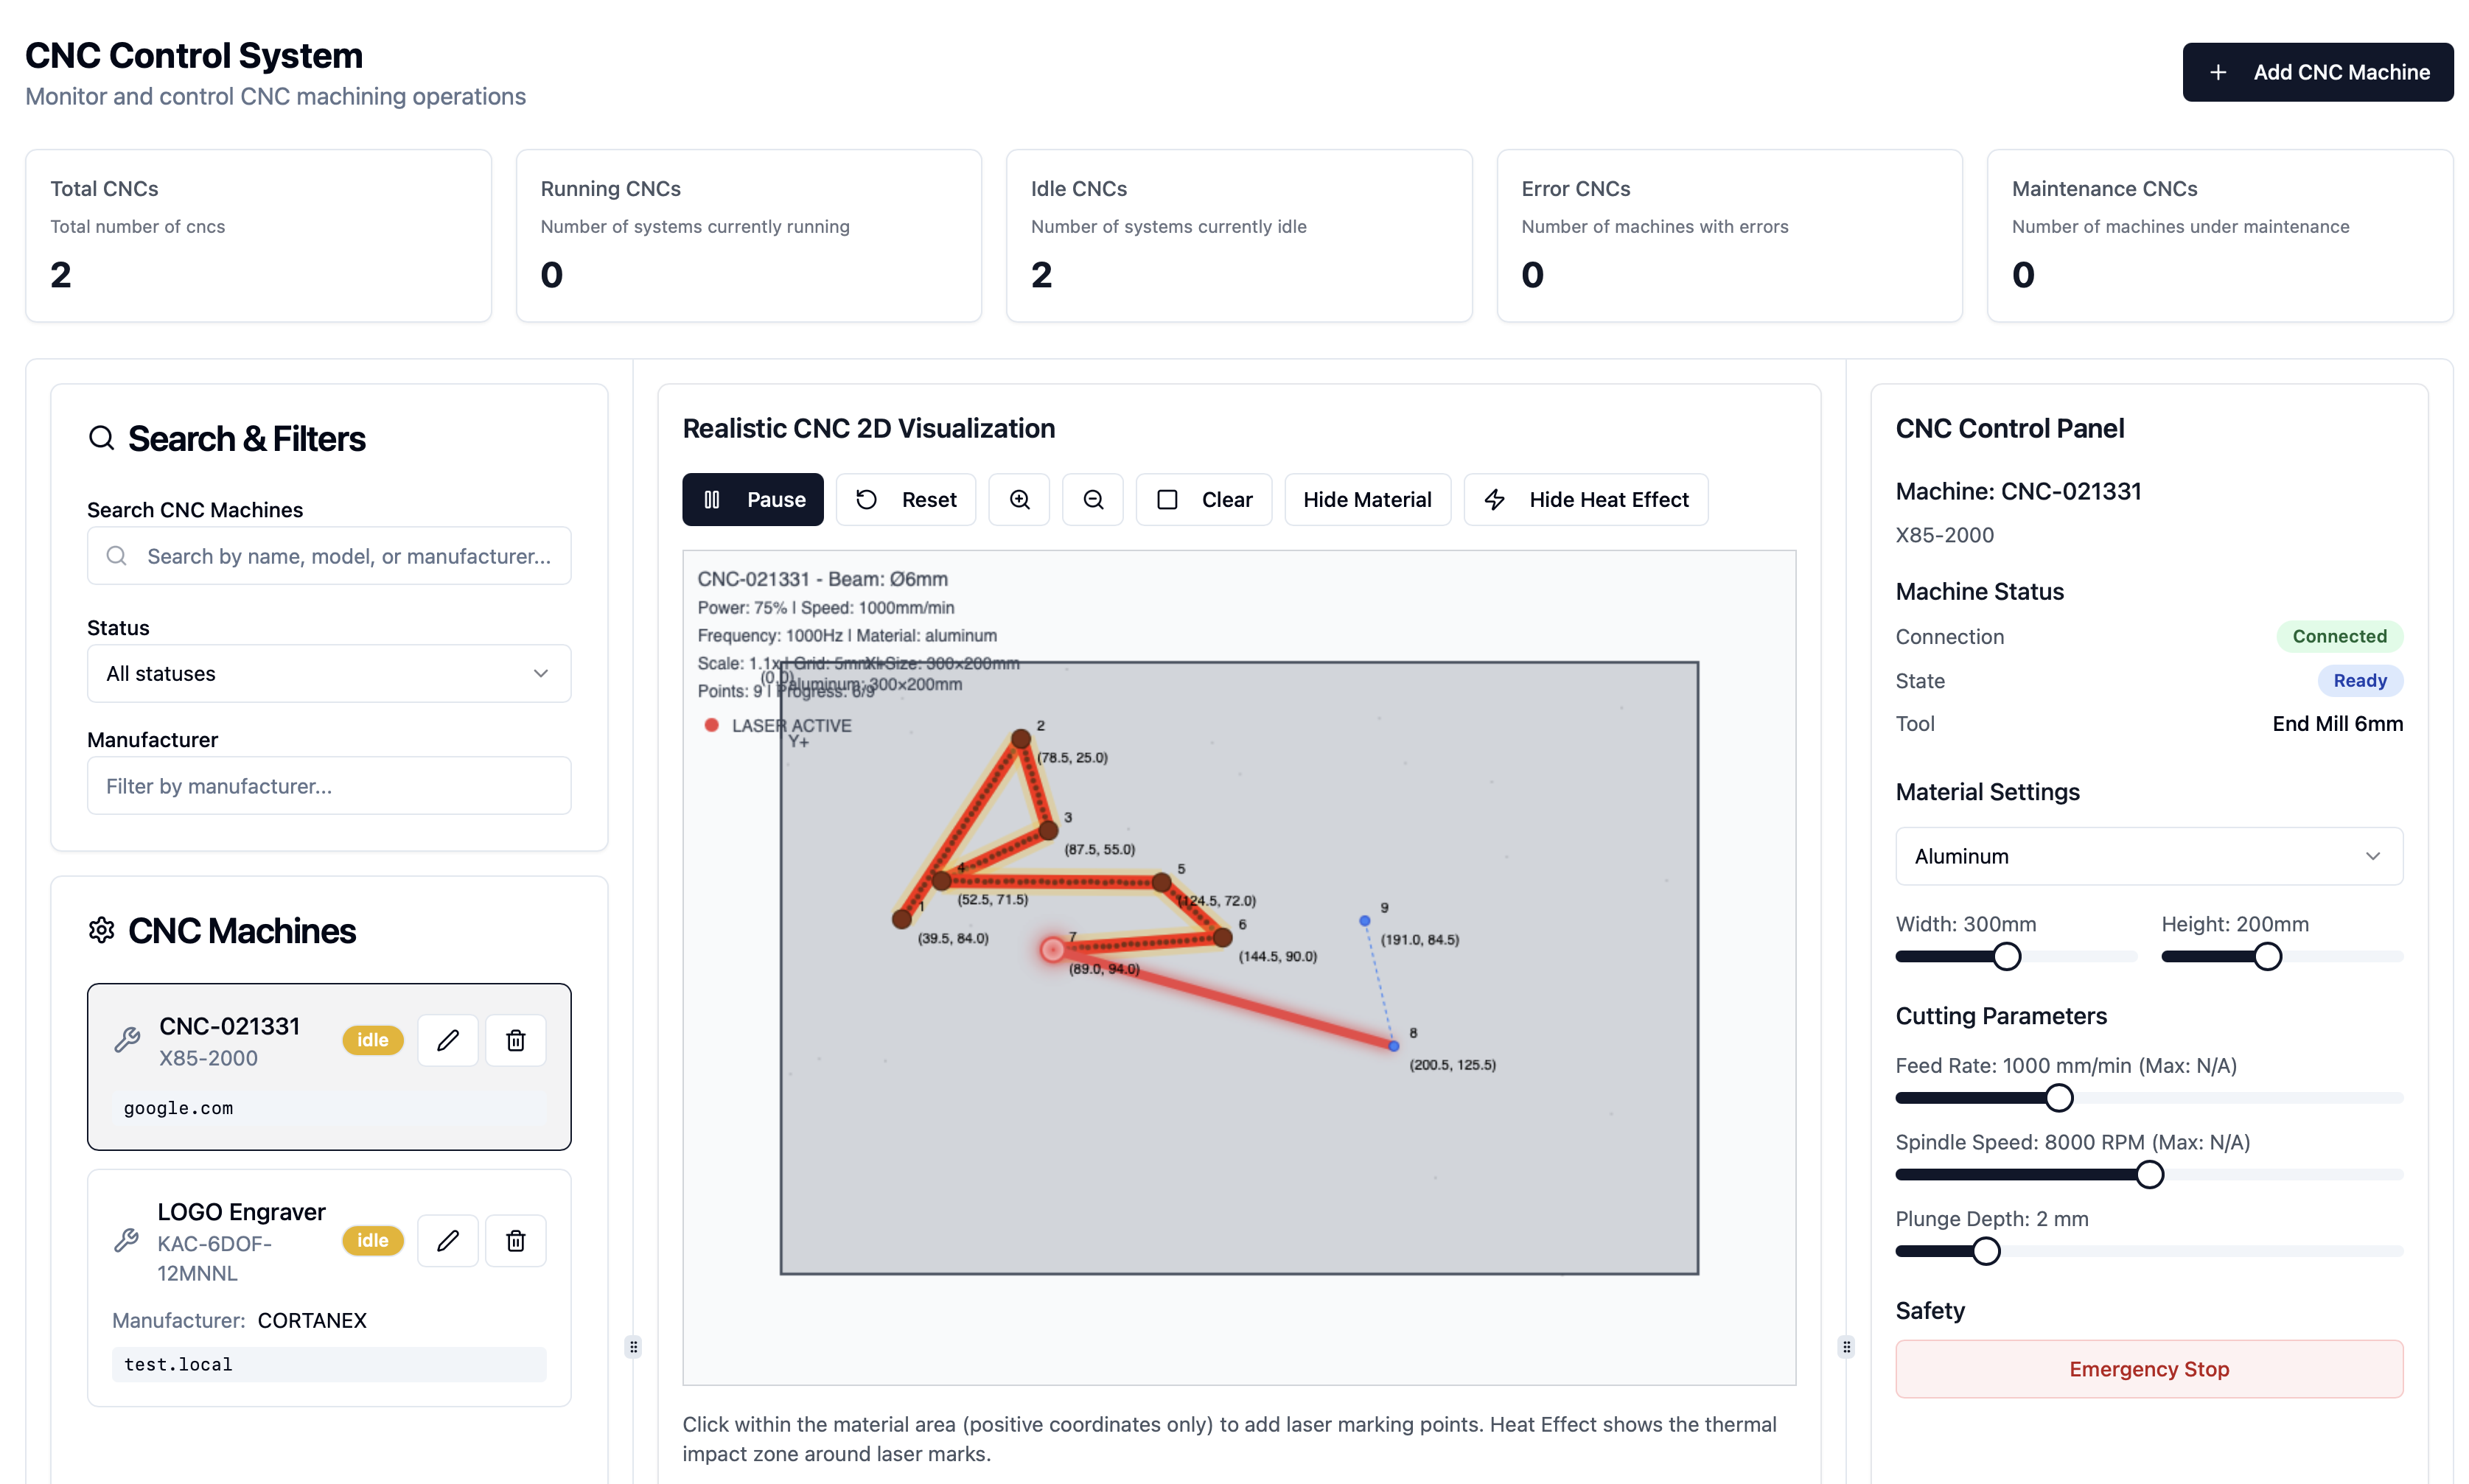 CNC Control System
Monitor and control CNC machining operations
Add CNC Machine
Total CNCs
Total number of cncs
2
Running CNCs
Number of systems currently running
0
Idle CNCs
Number of systems currently idle
2
Error CNCs
Number of machines with errors
0
Maintenance CNCs
Number of machines under maintenance
0
Search & Filters
Search CNC Machines
Search by name, model, or manufacturer...
Status
All statuses
Manufacturer
Filter by manufacturer...
CNC Machines
CNC-021331
X85-2000
idle
google.com
LOGO Engraver
KAC-6DOF-
12MNNL
idle
Manufacturer: CORTANEX
test.local
Realistic CNC 2D Visualization
Pause
Reset
Clear
Hide Material
Hide Heat Effect
CNC-021331 - Beam: Ø6mm
Power: 75% | Speed: 1000mm/min
Frequency: 1000Hz | Material: aluminum
Scale: 1.1x | Grid: 5mm | Size: 300×200mm
X+
(0,0)
aluminum: 300×200mm
Points: 9 | Progress: 6/9
LASER ACTIVE
Y+
2
(78.5, 25.0)
3
(87.5, 55.0)
4
(52.5, 71.5)
5
(124.5, 72.0)
1
(39.5, 84.0)
6
(144.5, 90.0)
7
(89.0, 94.0)
9
(191.0, 84.5)
8
(200.5, 125.5)
Click within the material area (positive coordinates only) to add laser marking points. Heat Effect shows the thermal
impact zone around laser marks.
CNC Control Panel
Machine: CNC-021331
X85-2000
Machine Status
Connection
Connected
State
Ready
Tool
End Mill 6mm
Material Settings
Aluminum
Width: 300mm
Height: 200mm
Cutting Parameters
Feed Rate: 1000 mm/min (Max: N/A)
Spindle Speed: 8000 RPM (Max: N/A)
Plunge Depth: 2 mm
Safety
Emergency Stop